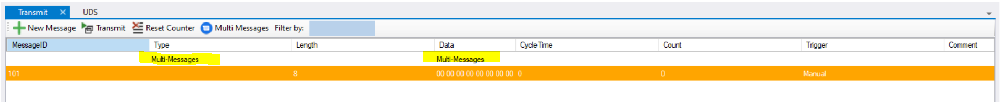 Transmit × UDS
New Message Transmit Reset Counter Multi Messages Filter by:
MessageID Type Length Data CycleTime Count Trigger Comment
Multi-Messages Multi-Messages
101 8 00 00 00 00 00 00 00 00 0 0 Manual